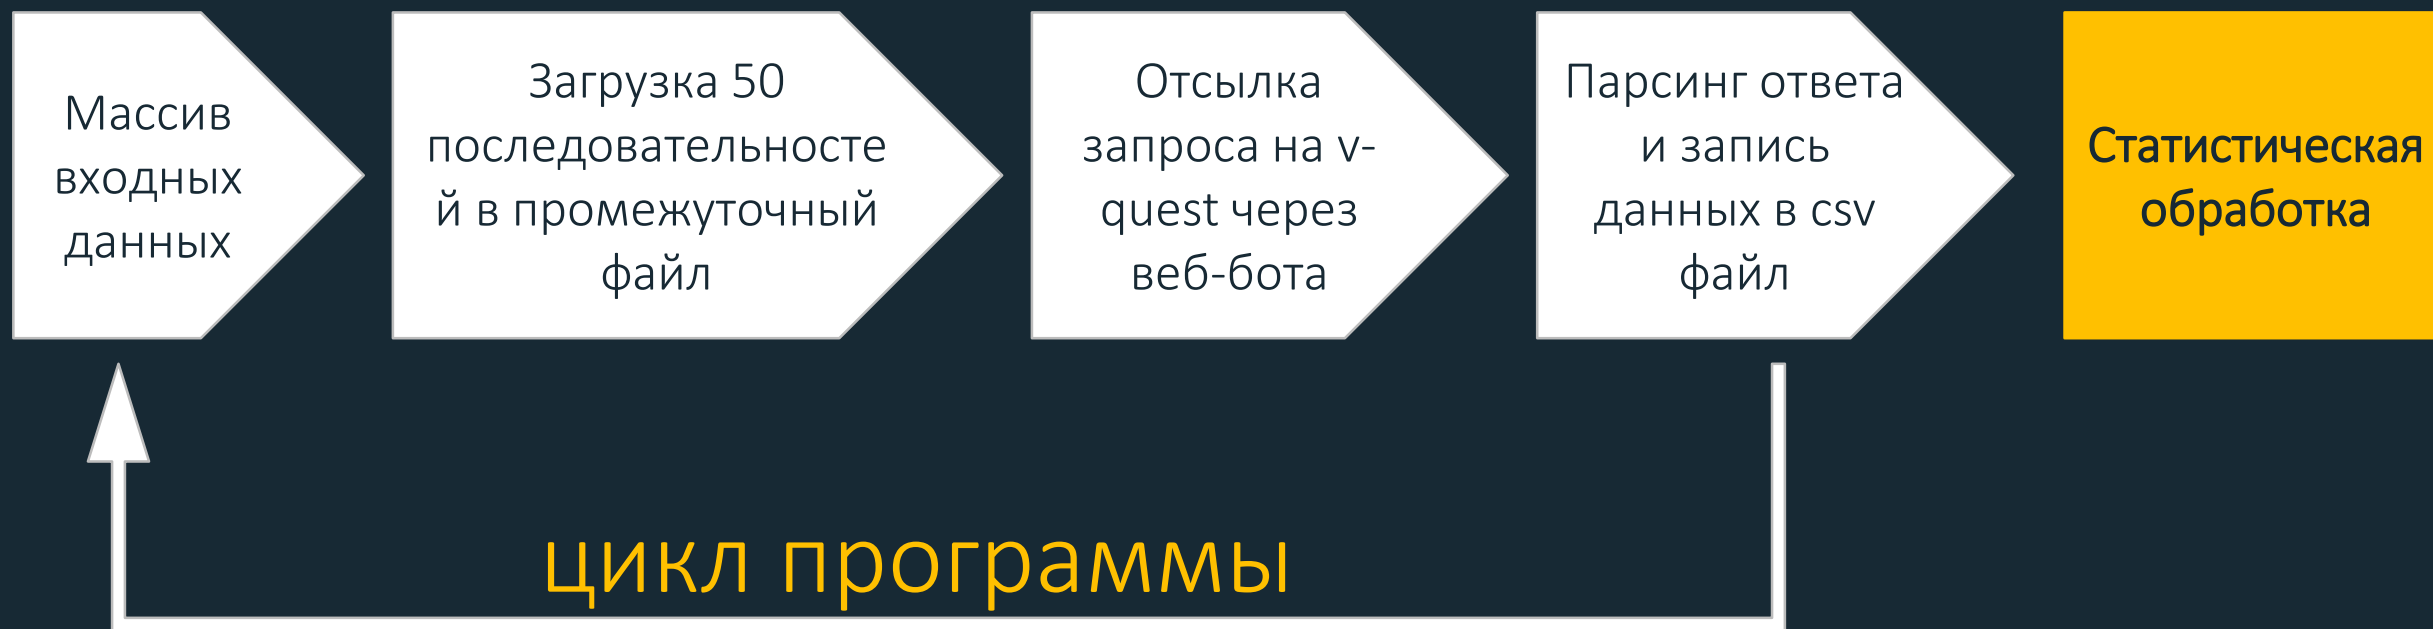 Массив
входных
данных
Загрузка 50
последовательносте
й в промежуточный
файл
Отсылка
запроса на v-
quest через
веб-бота
Парсинг ответа
и запись
данных в csv
файл
Статистическая
обработка
цикл программы